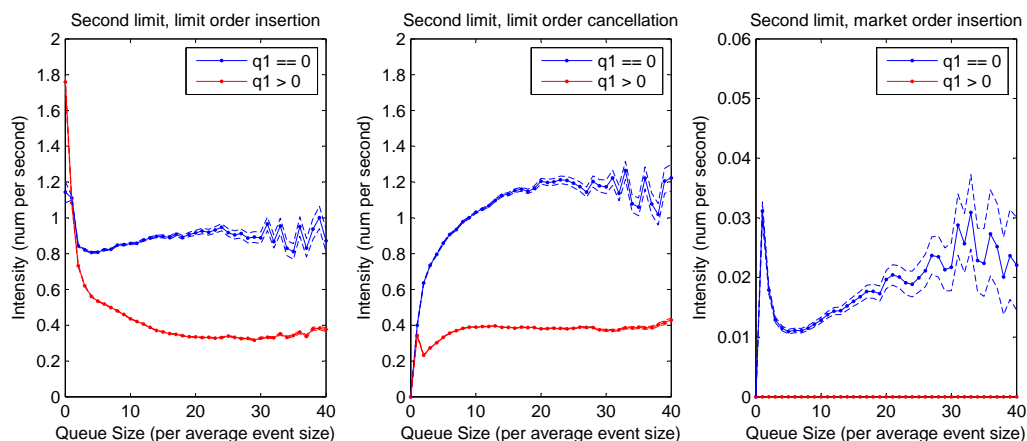 Second limit, limit order insertion
2
1.8
1.6
1.4
1.2
1
0.8
0.6
0.4
0.2
0
0
10
20
30
40
Intensity (num per second)
Queue Size (per average event size)
q1 == 0
q1 > 0
Second limit, limit order cancellation
2
1.8
1.6
1.4
1.2
1
0.8
0.6
0.4
0.2
0
0
10
20
30
40
Intensity (num per second)
Queue Size (per average event size)
q1 == 0
q1 > 0
Second limit, market order insertion
0.06
0.05
0.04
0.03
0.02
0.01
0
0
10
20
30
40
Intensity (num per second)
Queue Size (per average event size)
q1 == 0
q1 > 0